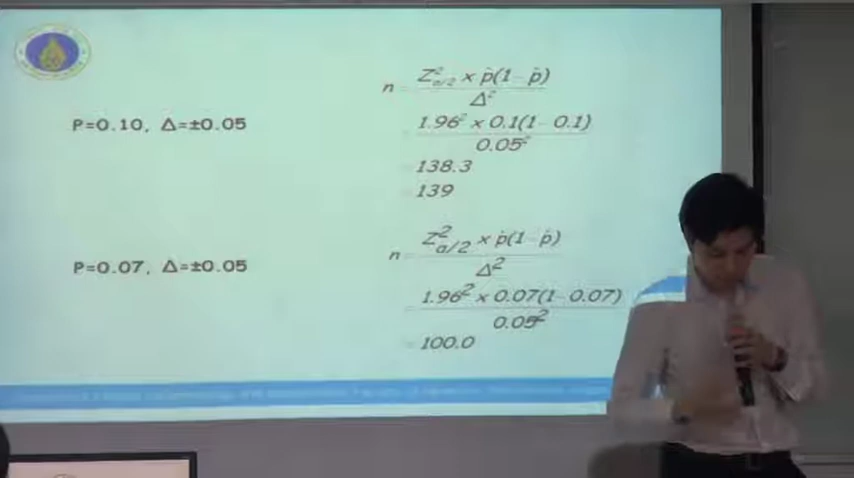 P=0.10, Δ=±0.05
n = Z²α/2 × p̂(1- p̂) / Δ²
= 1.96² × 0.1(1- 0.1) / 0.05²
= 138.3
= 139
P=0.07, Δ=±0.05
n = Z²α/2 × p̂(1- p̂) / Δ²
= 1.96² × 0.07(1- 0.07) / 0.05²
= 100.0